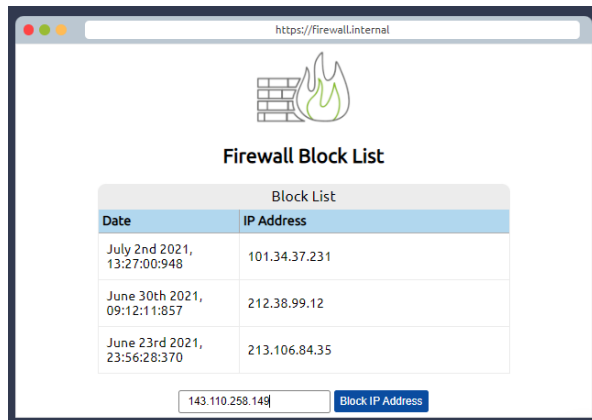 https://firewall.internal
Firewall Block List
Block List
Date IP Address
July 2nd 2021,
13:27:00:948 101.34.37.231
June 30th 2021,
09:12:11:857 212.38.99.12
June 23rd 2021,
23:56:28:370 213.106.84.35
143.110.258.149 Block IP Address